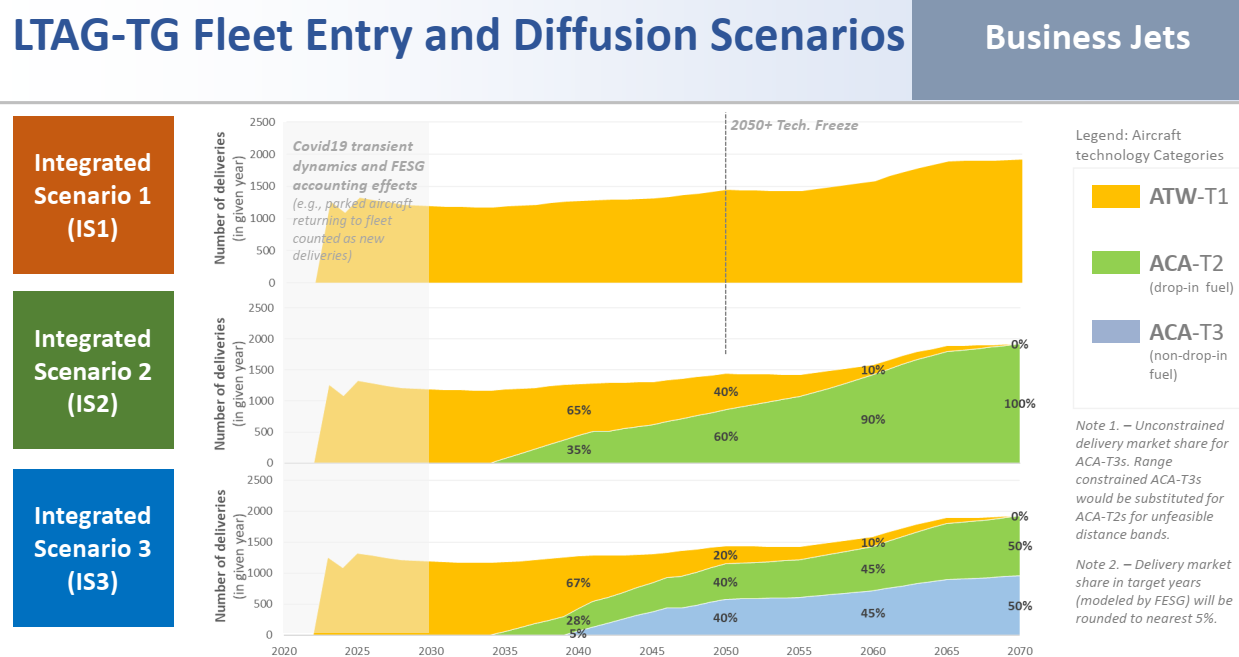 LTAG-TG Fleet Entry and Diffusion Scenarios
Business Jets
Integrated
Scenario 1
(IS1)
Number of deliveries
(in given year)
2500
2000
1500
1000
500
0
Covid19 transient
dynamics and FESG
accounting effects
(e.g., parked aircraft
returning to fleet
counted as new
deliveries)
2050+ Tech. Freeze
Integrated
Scenario 2
(IS2)
Number of deliveries
(in given year)
2500
2000
1500
1000
500
0
65%
35%
40%
60%
10%
90%
0%
100%
Integrated
Scenario 3
(IS3)
Number of deliveries
(in given year)
2500
2000
1500
1000
500
0
67%
28%
5%
20%
40%
40%
10%
45%
45%
0%
50%
50%
2020 2025 2030 2035 2040 2045 2050 2055 2060 2065 2070
Legend: Aircraft
technology Categories
ATW-T1
ACA-T2
(drop-in fuel)
ACA-T3
(non-drop-in
fuel)
Note 1. – Unconstrained
delivery market share for
ACA-T3s. Range
constrained ACA-T3s
would be substituted for
ACA-T2s for unfeasible
distance bands.
Note 2. – Delivery market
share in target years
(modeled by FESG) will be
rounded to nearest 5%.